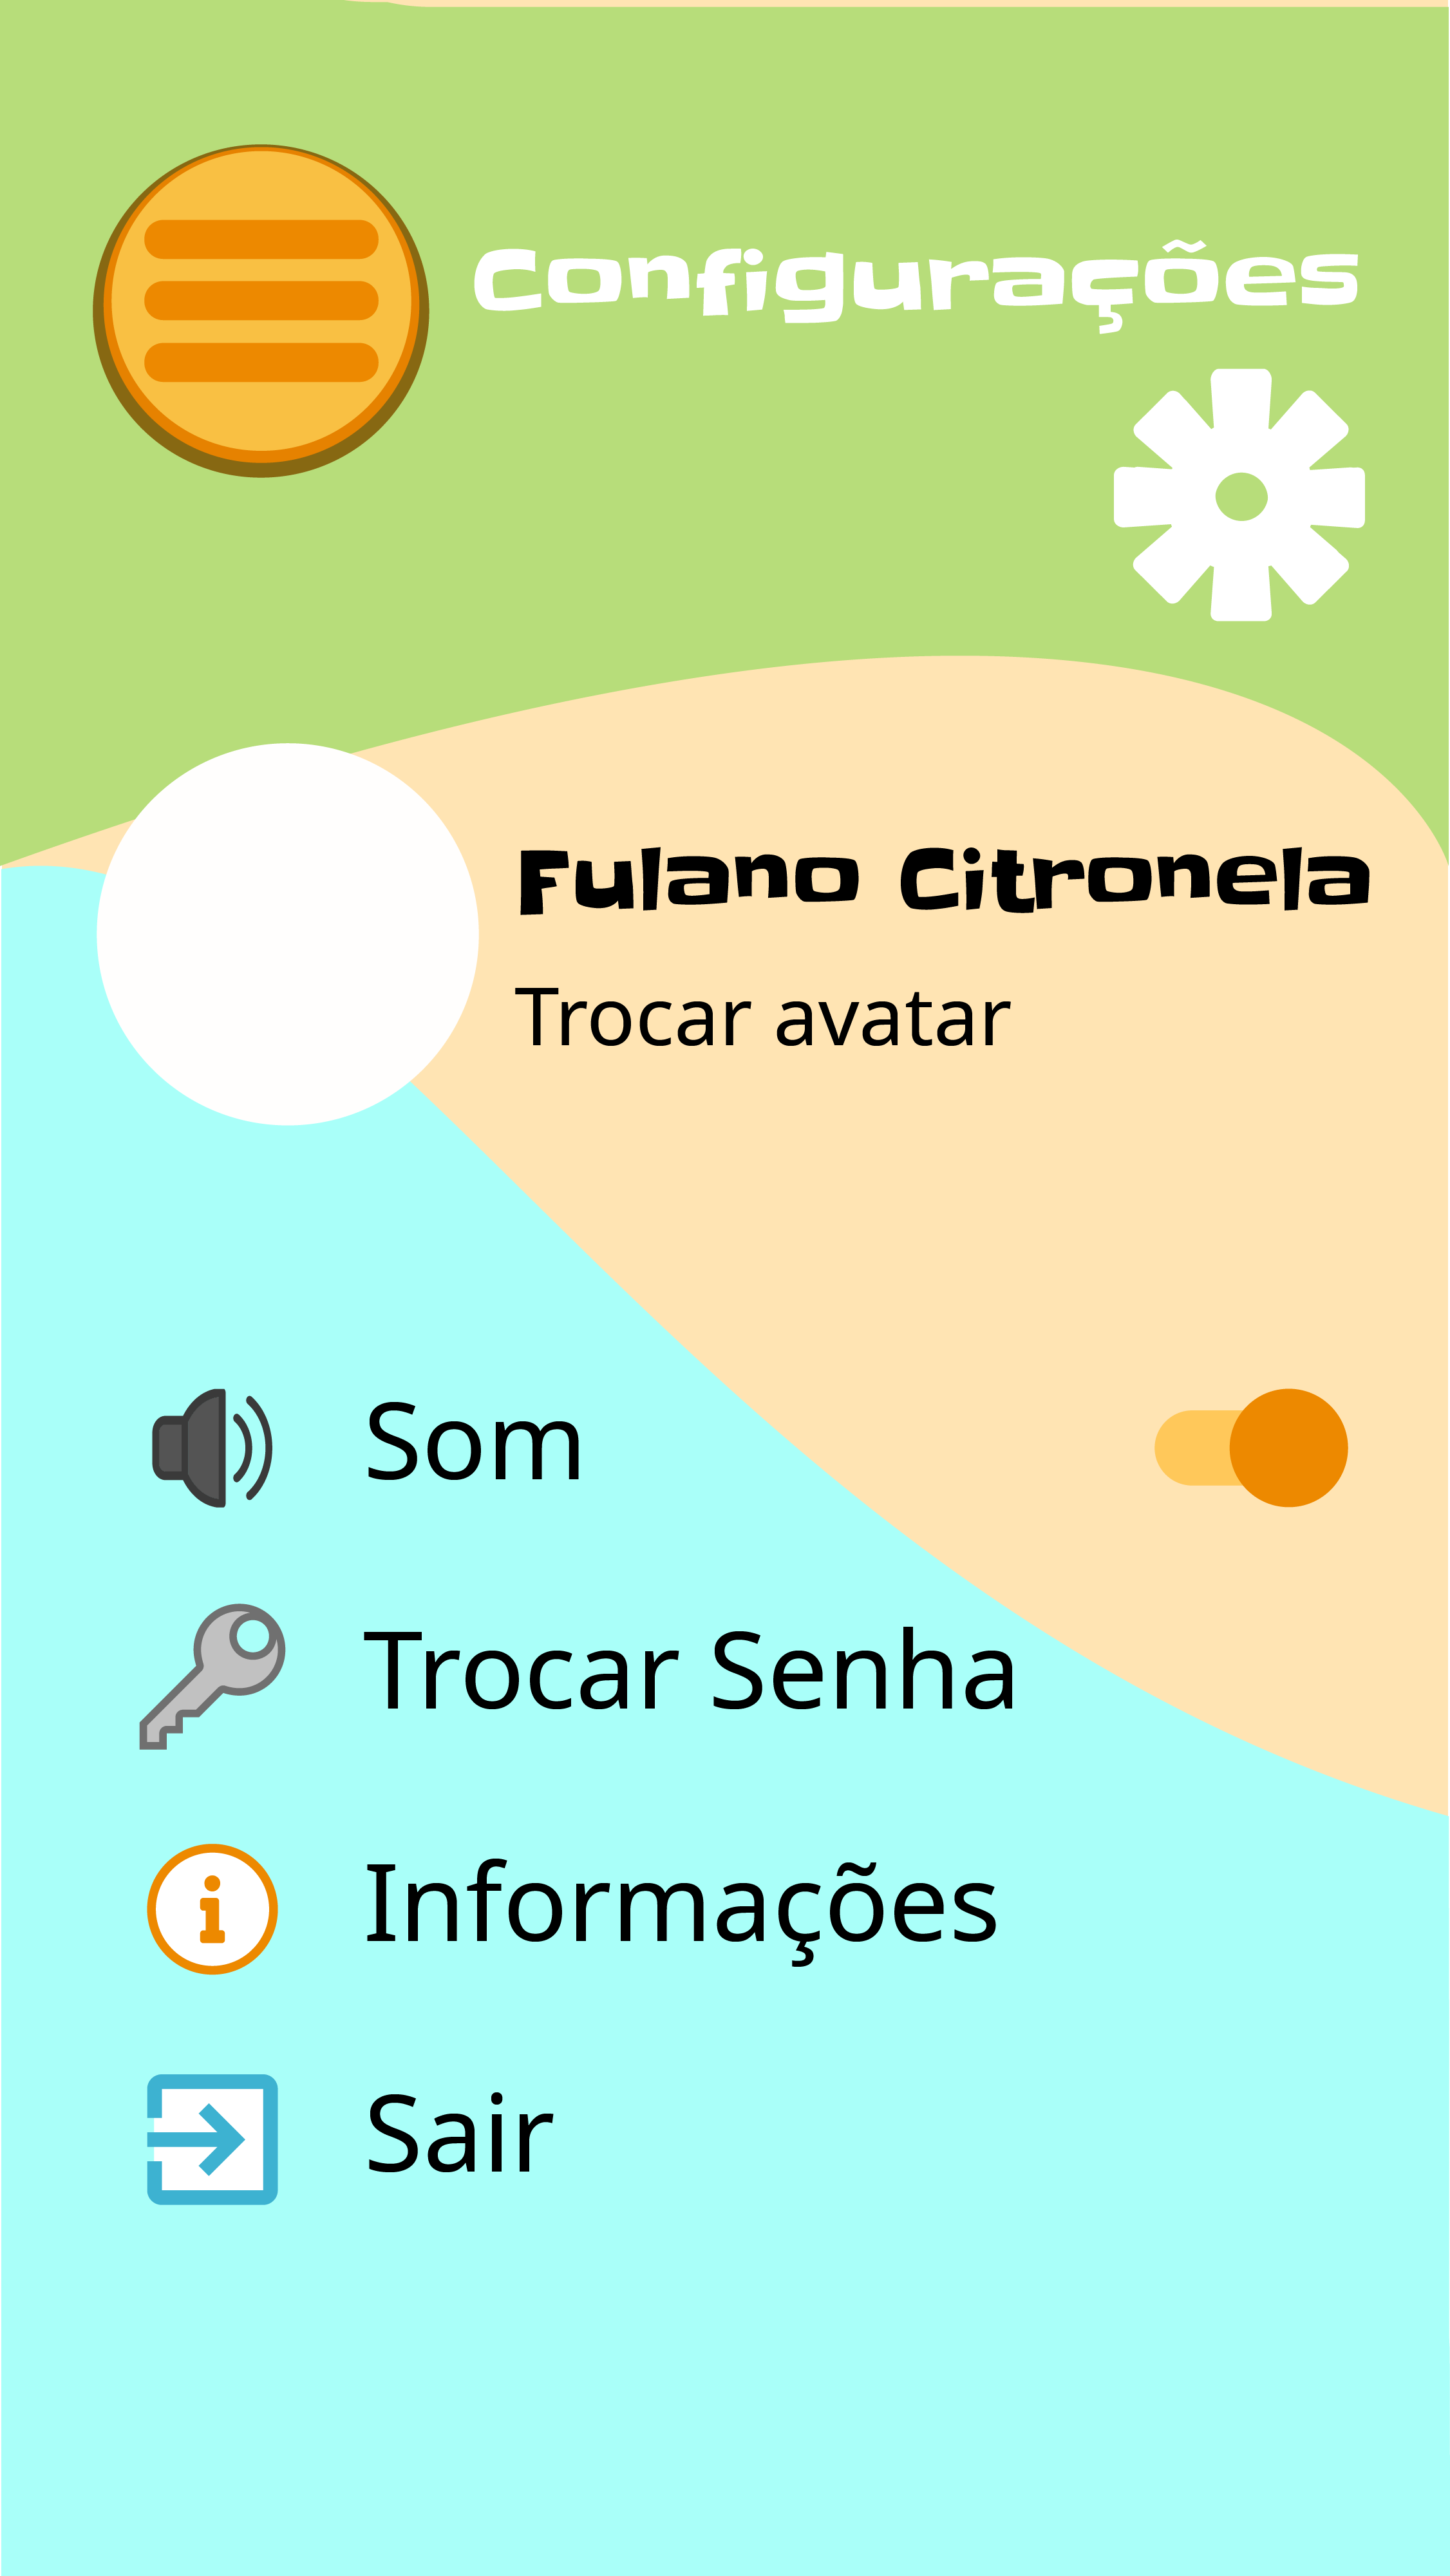 Configurações
Fulano Citronela
Trocar avatar
Som
Trocar Senha
Informações
Sair